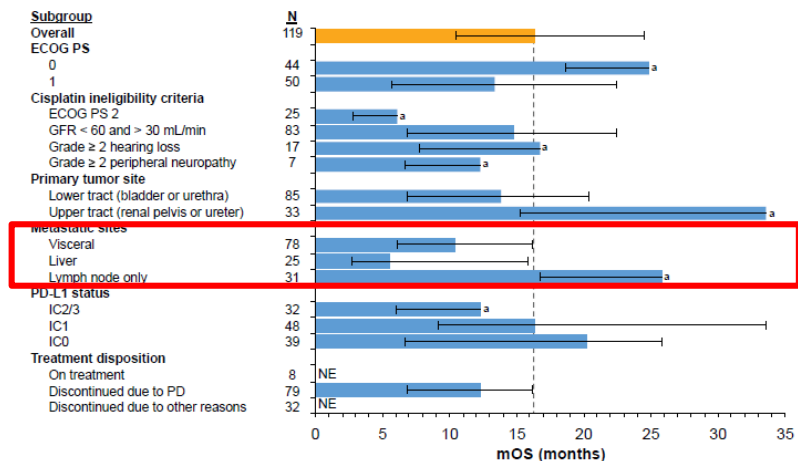 Subgroup N
Overall 119
ECOG PS
0 44 a
1 50
Cisplatin ineligibility criteria
ECOG PS 2 25 a
GFR < 60 and > 30 mL/min 83
Grade ≥ 2 hearing loss 17 a
Grade ≥ 2 peripheral neuropathy 7 a
Primary tumor site
Lower tract (bladder or urethra) 85
Upper tract (renal pelvis or ureter) 33 a
Metastatic sites
Visceral 78
Liver 25
Lymph node only 31 a
PD-L1 status
IC2/3 32 a
IC1 48
IC0 39
Treatment disposition
On treatment 8 NE
Discontinued due to PD 79
Discontinued due to other reasons 32 NE
0 5 10 15 20 25 30 35
mOS (months)